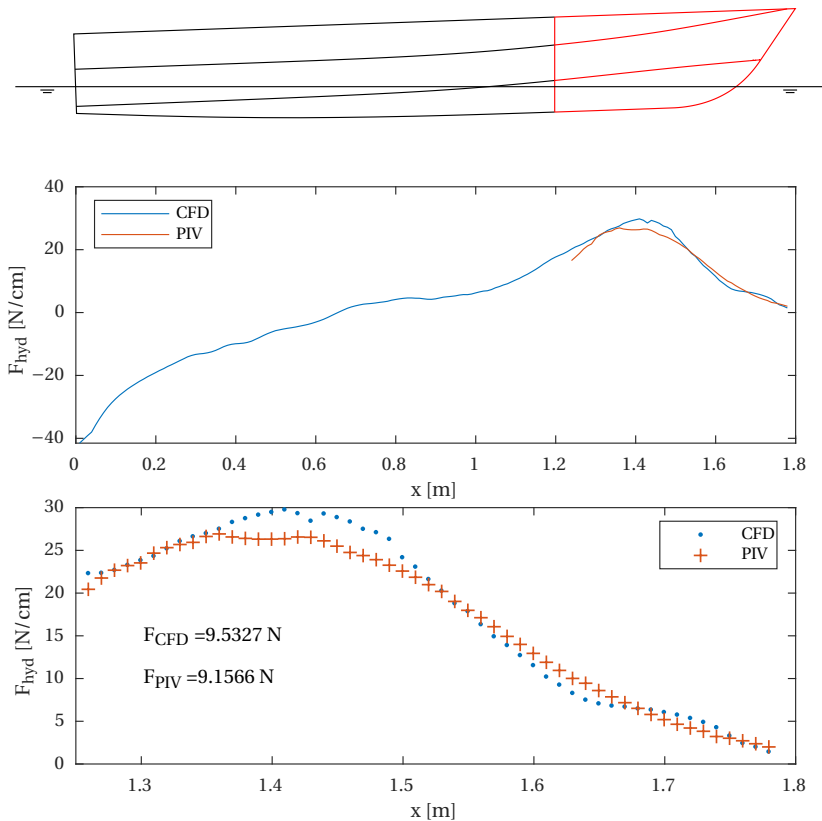 40
20
0
−20
−40
F_hyd [N/cm]
CFD
PIV
0 0.2 0.4 0.6 0.8 1 1.2 1.4 1.6 1.8
x [m]
30
25
20
15
10
5
0
F_hyd [N/cm]
CFD
PIV
F_CFD =9.5327 N
F_PIV =9.1566 N
1.3 1.4 1.5 1.6 1.7 1.8
x [m]